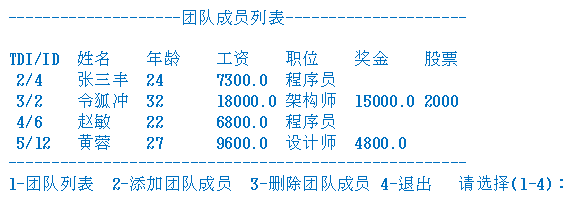 --------------------团队成员列表---------------------
TDI/ID 姓名 年龄 工资 职位 奖金 股票
2/4 张三丰 24 7300.0 程序员
3/2 令狐冲 32 18000.0 架构师 15000.0 2000
4/6 赵敏 22 6800.0 程序员
5/12 黄蓉 27 9600.0 设计师 4800.0
-----------------------------------------------------
1-团队列表 2-添加团队成员 3-删除团队成员 4-退出 请选择(1-4)：